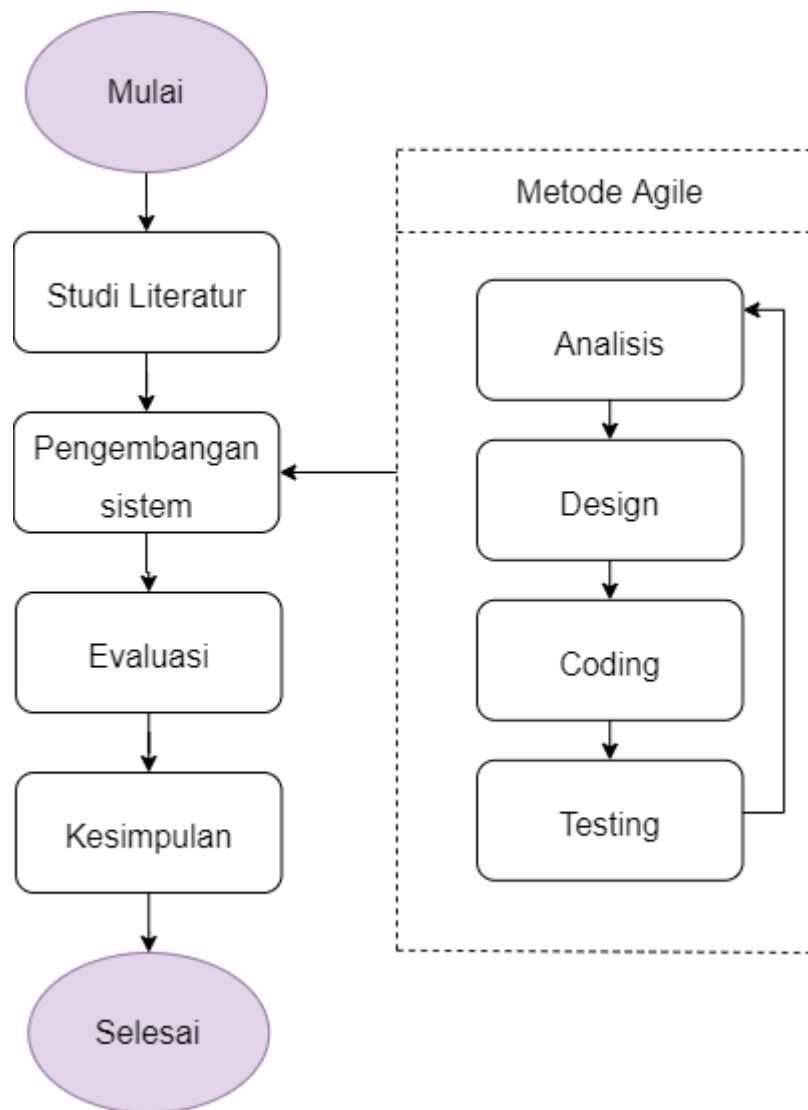 Mulai
Studi Literatur
Pengembangan
sistem
Evaluasi
Kesimpulan
Selesai
Metode Agile
Analisis
Design
Coding
Testing